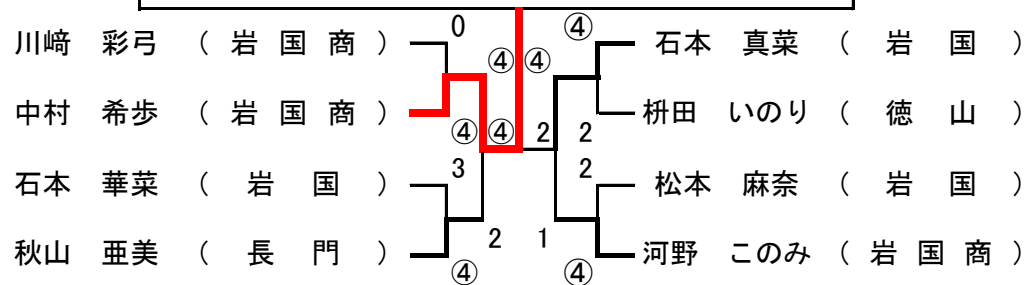 0 ④
川﨑 彩弓 ( 岩 国 商 ) 石本 真菜 ( 岩 国 )
④ ④
中村 希歩 ( 岩 国 商 ) 枡田 いのり ( 徳 山 )
④ ④ 2 2
3 2
石本 華菜 ( 岩 国 ) 松本 麻奈 ( 岩 国 )
2 1
秋山 亜美 ( 長 門 ) 河野 このみ ( 岩 国 商 )
④ ④